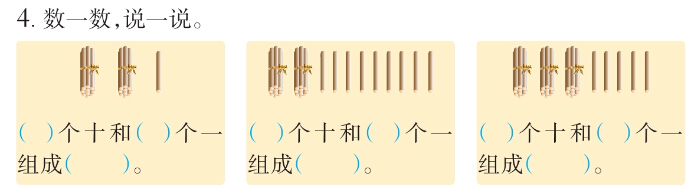 4. 数一数,说一说。
( )个十和( )个一
组成( )。
( )个十和( )个一
组成( )。
( )个十和( )个一
组成( )。